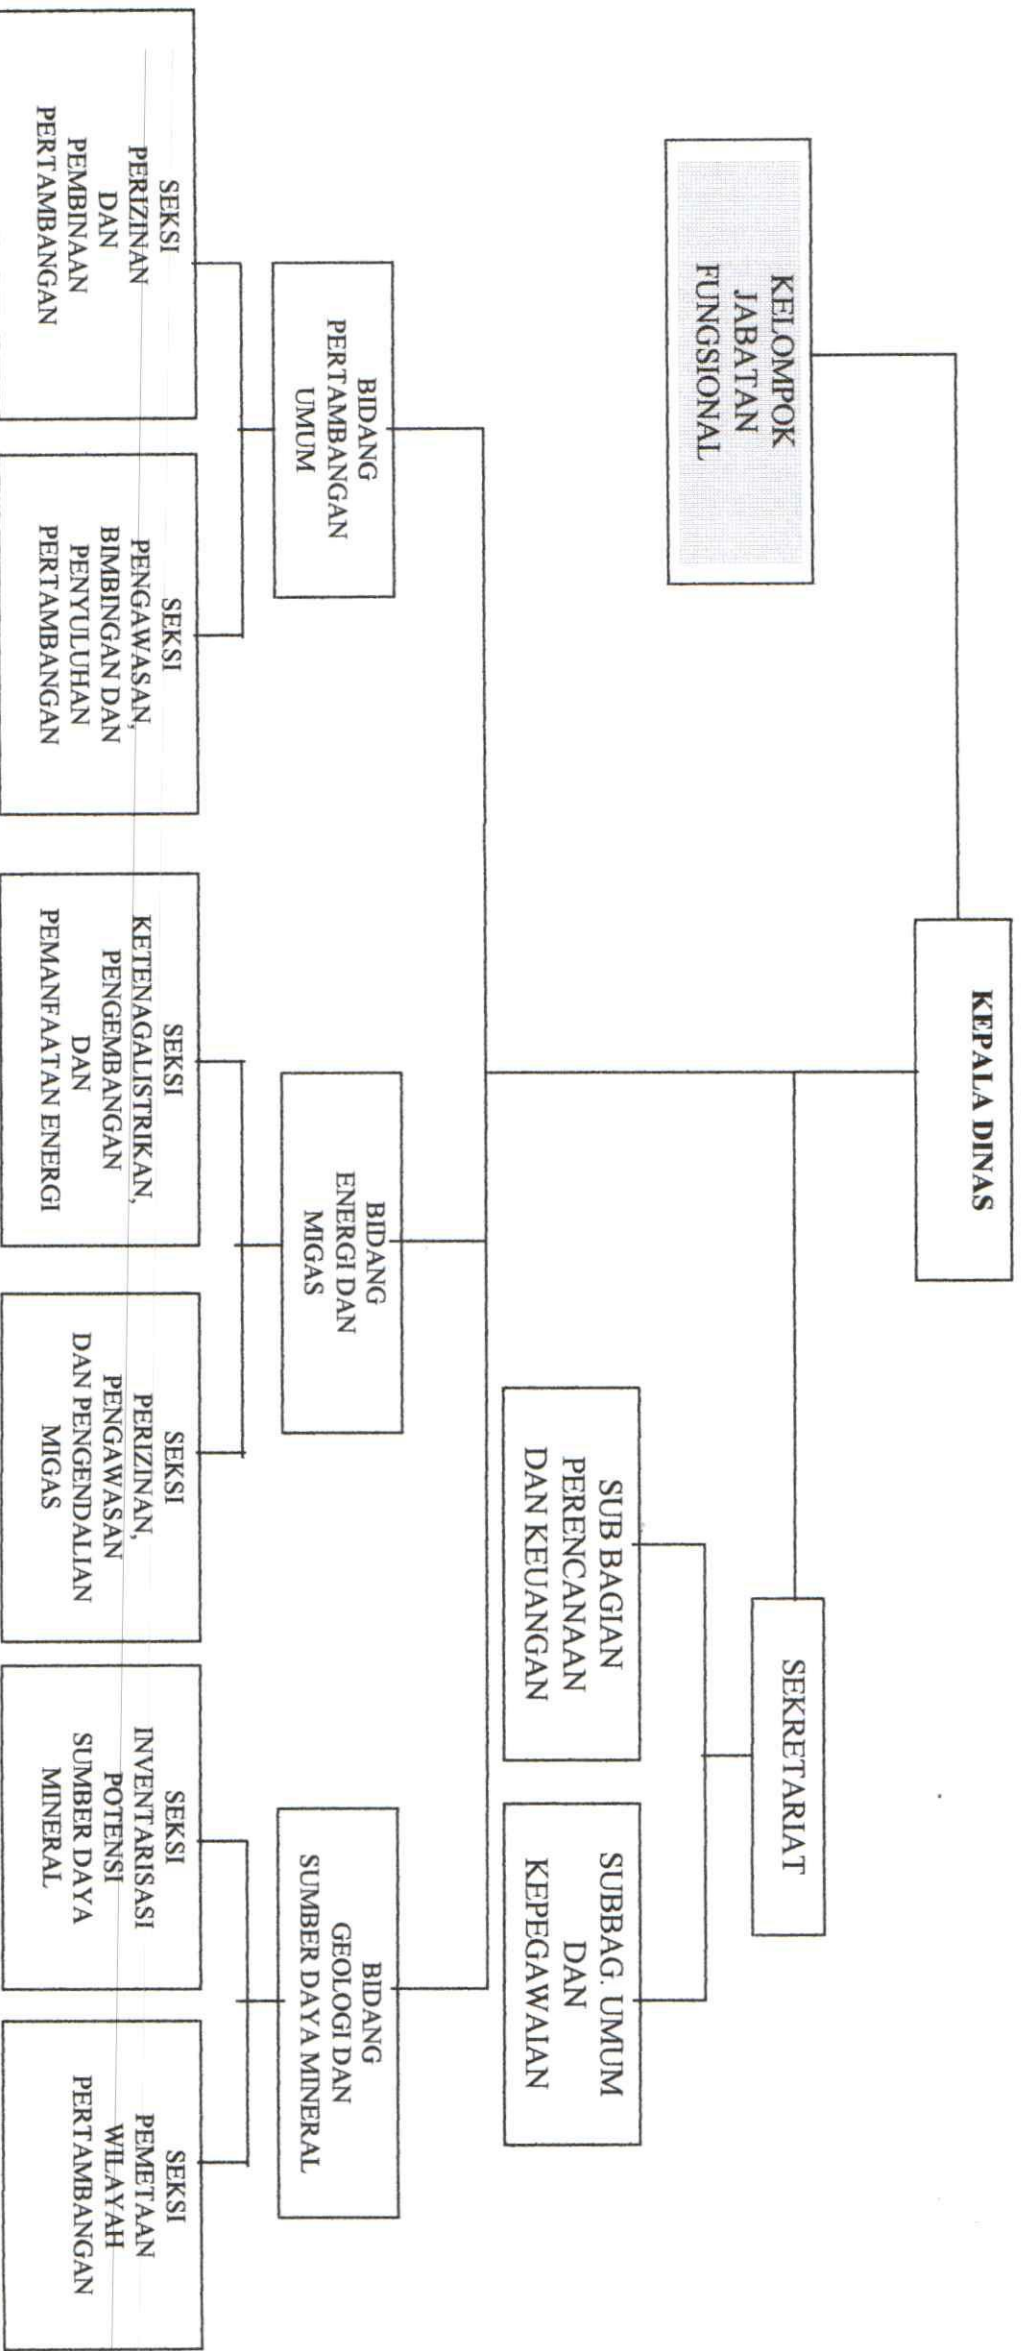 KEPALA DINAS
KELOMPOK
JABATAN
FUNGSIONAL
SEKRETARIAT
SUB BAGIAN
PERENCANAAN
DAN KEUANGAN
SUBBAG. UMUM
DAN
KEPEGAWAIAN
BIDANG
PERTAMBANGAN
UMUM
BIDANG
ENERGI DAN
MIGAS
BIDANG
GEOLOGI DAN
SUMBER DAYA MINERAL
SEKSI
PERIZINAN
DAN
PEMBINAAN
PERTAMBANGAN
SEKSI
PENGAWASAN,
BIMBINGAN DAN
PENYULUHAN
PERTAMBANGAN
SEKSI
KETENAGALISTRIKAN,
PENGEMBANGAN
DAN
PEMANFAATAN ENERGI
SEKSI
PERIZINAN,
PENGAWASAN
DAN PENGENDALIAN
MIGAS
SEKSI
INVENTARISASI
POTENSI
SUMBER DAYA
MINERAL
SEKSI
PEMETAAN
WILAYAH
PERTAMBANGAN